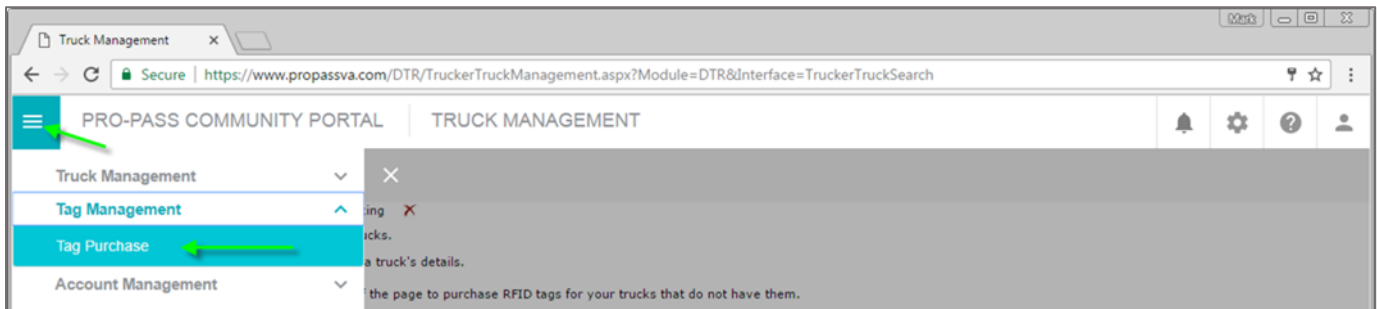 Mark
Truck Management
Secure | https://www.propassva.com/DTR/TruckerTruckManagement.aspx?Module=DTR&Interface=TruckerTruckSearch
PRO-PASS COMMUNITY PORTAL TRUCK MANAGEMENT
Truck Management
Tag Management
ing
Tag Purchase
ucks.
a truck's details.
Account Management
the page to purchase RFID tags for your trucks that do not have them.